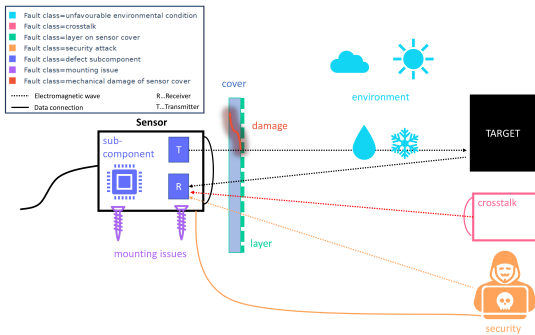 Fault class=unfavourable environmental condition
Fault class=crosstalk
Fault class=layer on sensor cover
Fault class=security attack
Fault class=defect subcomponent
Fault class=mounting issue
Fault class=mechanical damage of sensor cover
Electromagnetic wave R...Receiver
Data connection T...Transmitter
cover
environment
Sensor
damage
sub-
component
T
TARGET
R
crosstalk
mounting issues
layer
security